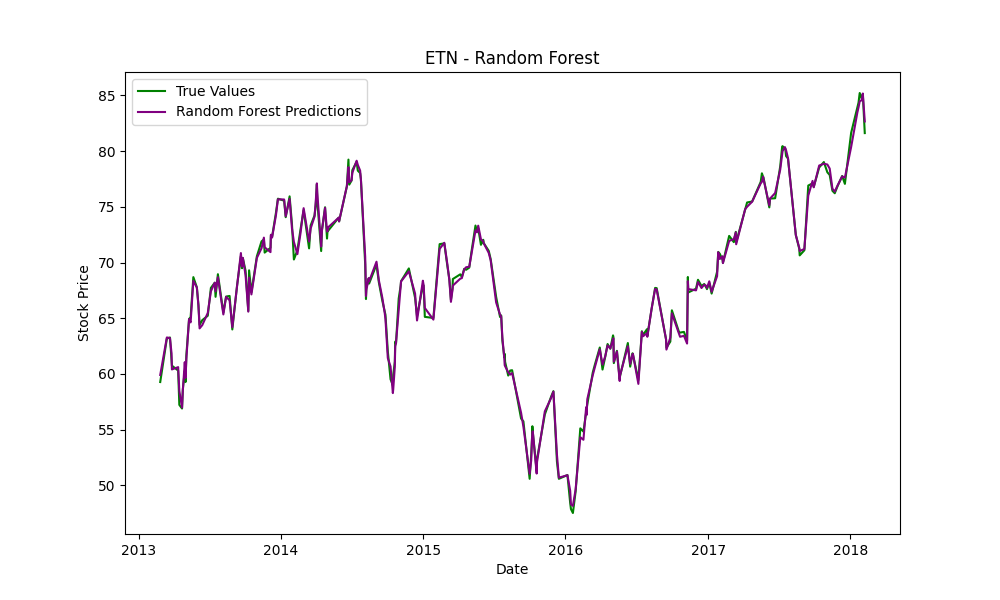 ETN - Random Forest
True Values
Random Forest Predictions
Stock Price
85
80
75
70
65
60
55
50
2013
2014
2015
2016
2017
2018
Date